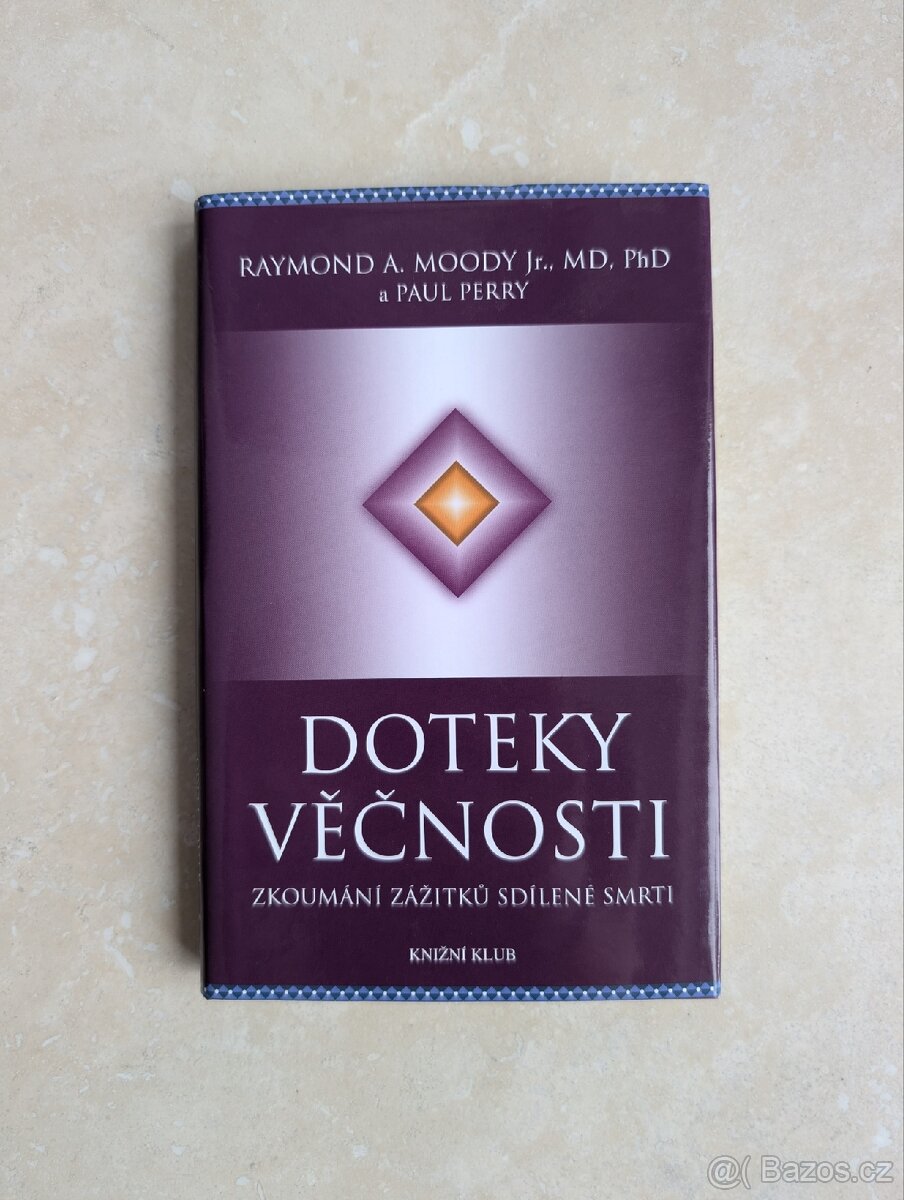 RAYMOND A. MOODY Jr., MD, PhD
a PAUL PERRY
DOTEKY
VĚČNOSTI
ZKOUMÁNÍ ZÁŽITKŮ SDÍLENÉ SMRTI
KNIŽNÍ KLUB
@( Bazos.cz